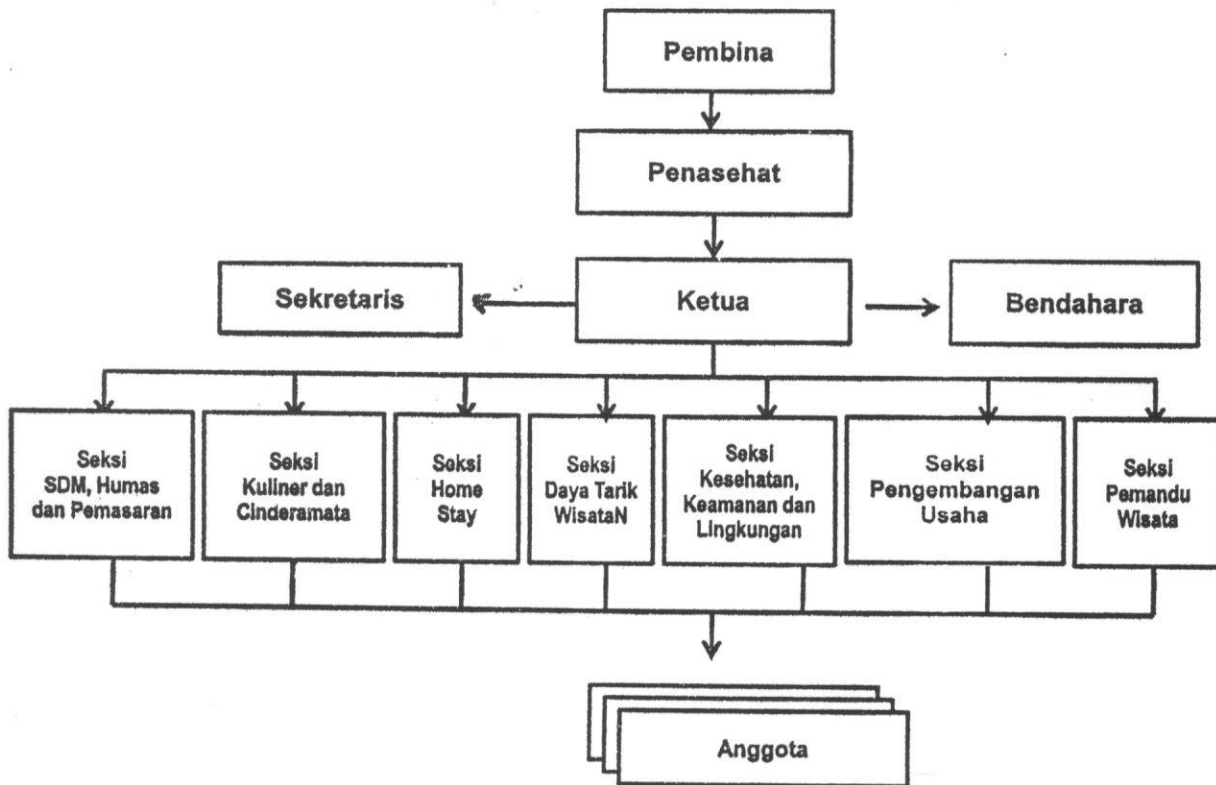 Pembina
Penasehat
Sekretaris
Ketua
Bendahara
Seksi
SDM, Humas
dan Pemasaran
Seksi
Kuliner dan
Cinderamata
Seksi
Home
Stay
Seksi
Daya Tarik
WisataN
Seksi
Kesehatan,
Keamanan dan
Lingkungan
Seksi
Pengembangan
Usaha
Seksi
Pemandu
Wisata
Anggota